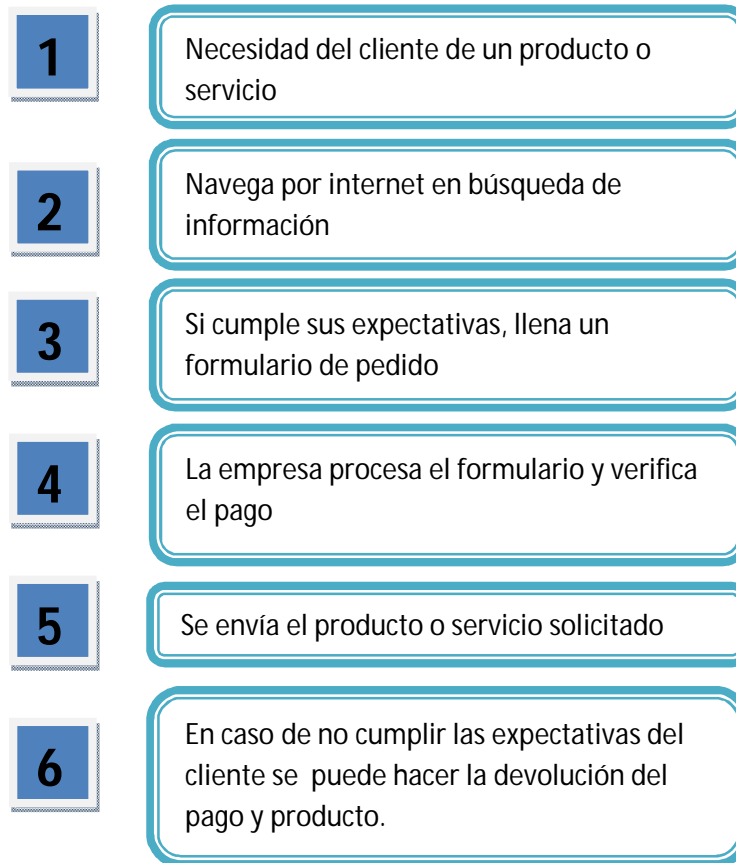 1
Necesidad del cliente de un producto o
servicio
2
Navega por internet en búsqueda de
información
3
Si cumple sus expectativas, llena un
formulario de pedido
4
La empresa procesa el formulario y verifica
el pago
5
Se envía el producto o servicio solicitado
6
En caso de no cumplir las expectativas del
cliente se puede hacer la devolución del
pago y producto.